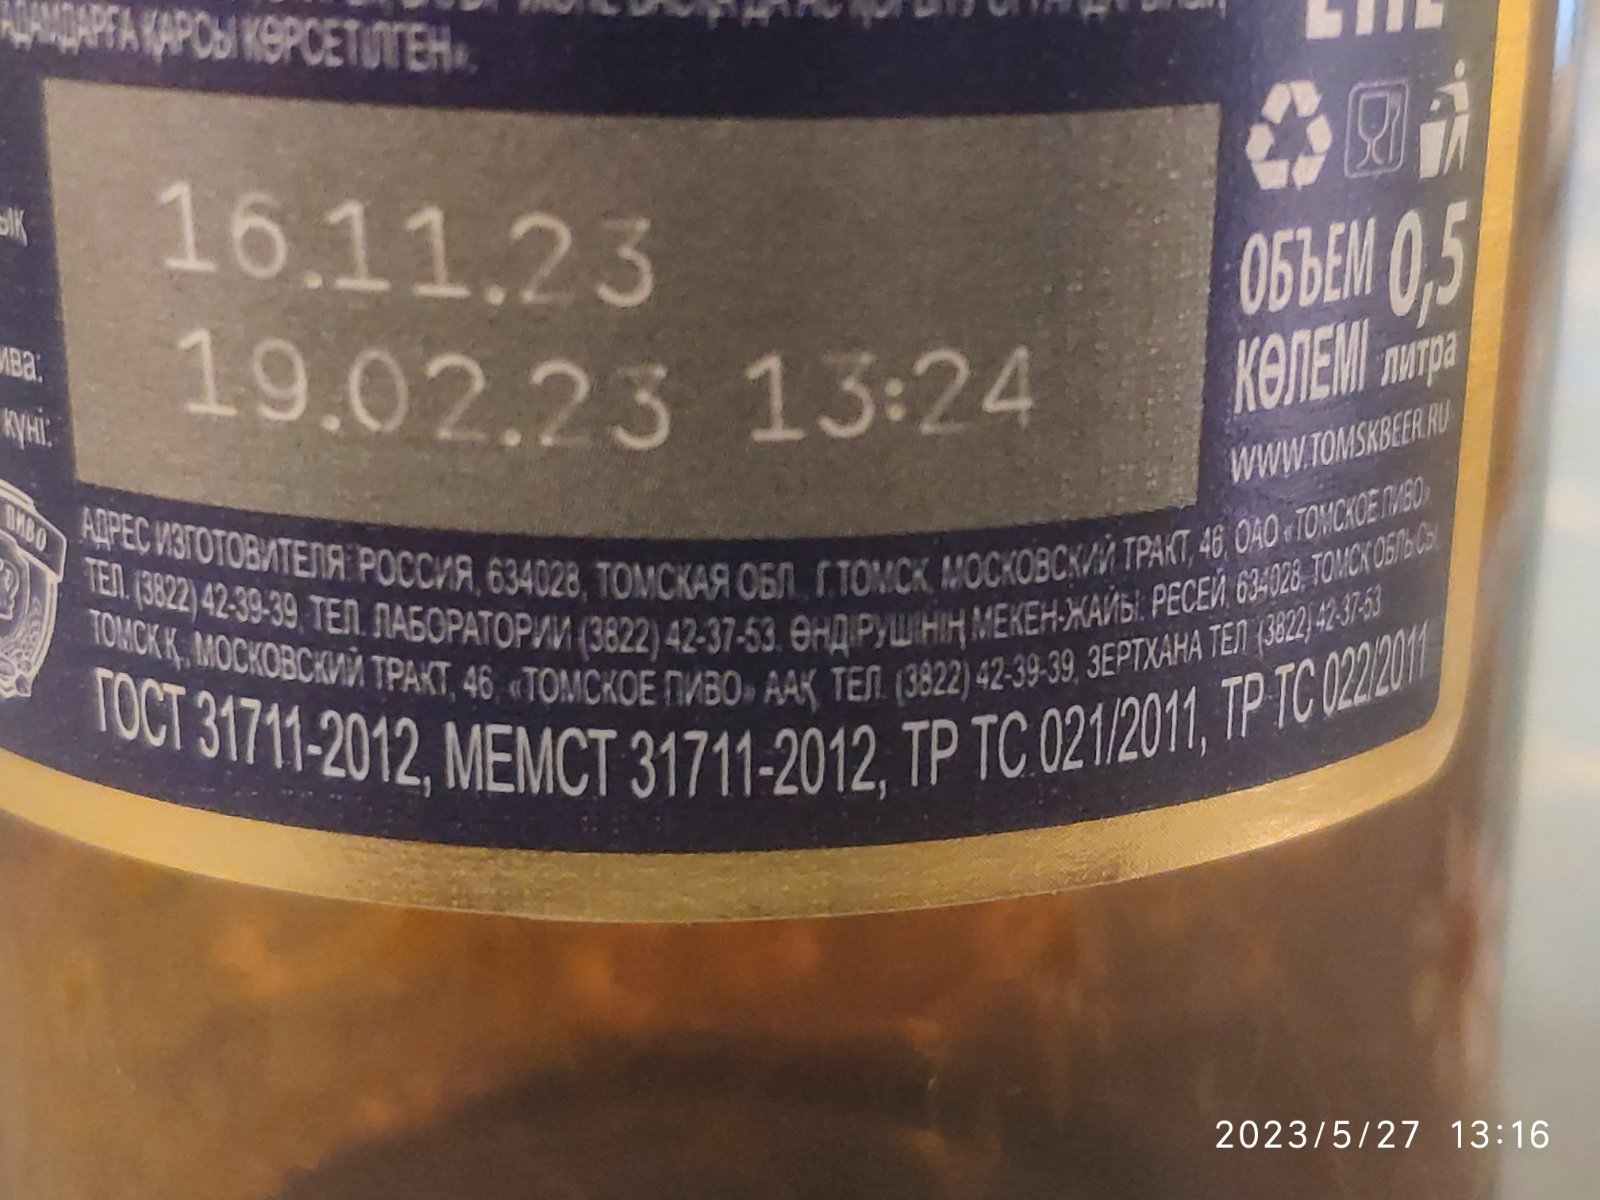 АДАМДАРҒА ҚАРСЫ КӨРСЕТІЛГЕН».
16.11.23
19.02.23 13:24
ива:
күні:
ПИВО
ОБЪЕМ 0,5
КӨЛЕМІ литра
WWW.TOMSKBEER.RU
АДРЕС ИЗГОТОВИТЕЛЯ: РОССИЯ, 634028, ТОМСКАЯ ОБЛ., Г.ТОМСК, МОСКОВСКИЙ ТРАКТ, 46, ОАО «ТОМСКОЕ ПИВО»
ТЕЛ. (3822) 42-39-39, ТЕЛ. ЛАБОРАТОРИИ (3822) 42-37-53. ӨНДІРУШІНІҢ МЕКЕН-ЖАЙЫ: РЕСЕЙ, 634028, ТОМСК ОБЛЫСЫ,
ТОМСК Қ., МОСКОВСКИЙ ТРАКТ, 46, «ТОМСКОЕ ПИВО» ААҚ, ТЕЛ. (3822) 42-39-39, ЗЕРТХАНА ТЕЛ. (3822) 42-37-53
ГОСТ 31711-2012, МЕМСТ 31711-2012, ТР ТС 021/2011, ТР ТС 022/2011
2023/5/27 13:16